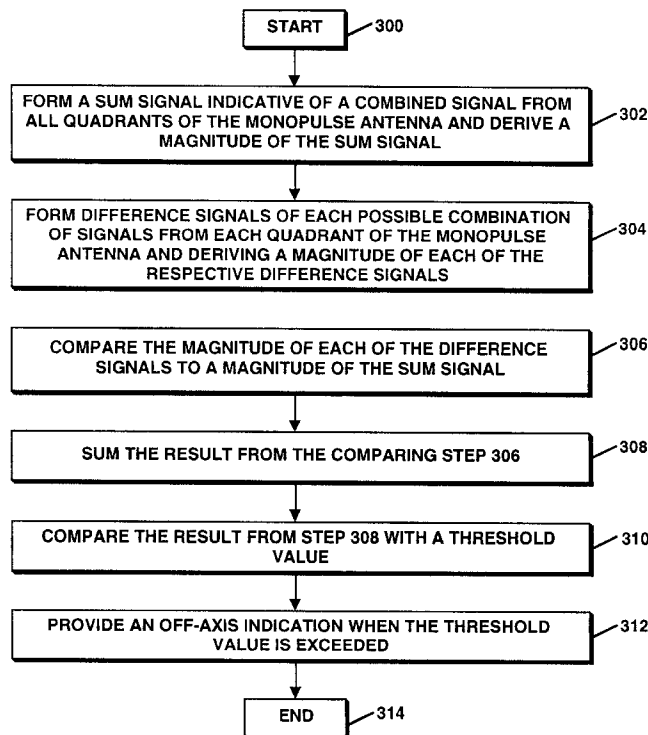 START
300
FORM A SUM SIGNAL INDICATIVE OF A COMBINED SIGNAL FROM
ALL QUADRANTS OF THE MONOPULSE ANTENNA AND DERIVE A
MAGNITUDE OF THE SUM SIGNAL
302
FORM DIFFERENCE SIGNALS OF EACH POSSIBLE COMBINATION
OF SIGNALS FROM EACH QUADRANT OF THE MONOPULSE
ANTENNA AND DERIVING A MAGNITUDE OF EACH OF THE
RESPECTIVE DIFFERENCE SIGNALS
304
COMPARE THE MAGNITUDE OF EACH OF THE DIFFERENCE
SIGNALS TO A MAGNITUDE OF THE SUM SIGNAL
306
SUM THE RESULT FROM THE COMPARING STEP 306
308
COMPARE THE RESULT FROM STEP 308 WITH A THRESHOLD
VALUE
310
PROVIDE AN OFF-AXIS INDICATION WHEN THE THRESHOLD
VALUE IS EXCEEDED
312
END
314